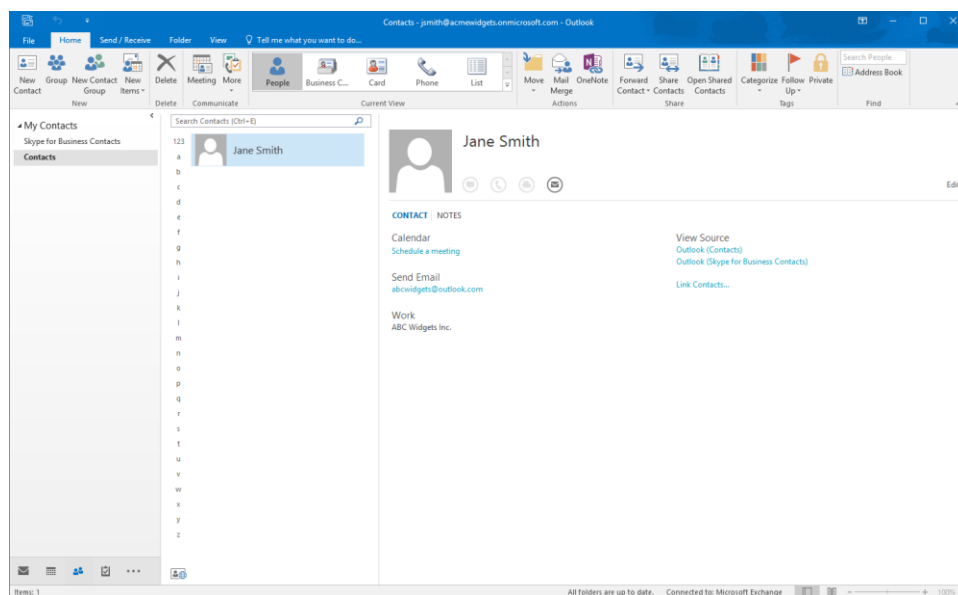 Contacts - jsmith@acmewidgets.onmicrosoft.com - Outlook
File Home Send / Receive Folder View Tell me what you want to do...
New Contact
Group
New Contact Group
New Items
Delete
Meeting
More
People
Business C...
Card
Phone
List
Move
Mail Merge
OneNote
Forward Contact
Share Contacts
Open Shared Contacts
Categorize
Follow Up
Private
Search People
Address Book
New Delete Communicate Current View Actions Share Tags Find
My Contacts
Skype for Business Contacts
Contacts
Search Contacts (Ctrl+E)
123
a
b
c
d
e
f
g
h
i
j
k
l
m
n
o
p
q
r
s
t
u
v
w
x
y
z
Jane Smith
Jane Smith
Edi
CONTACT | NOTES
Calendar
Schedule a meeting
Send Email
abcwidgets@outlook.com
Work
ABC Widgets Inc.
View Source
Outlook (Contacts)
Outlook (Skype for Business Contacts)
Link Contacts...
Items: 1
All folders are up to date. Connected to: Microsoft Exchange 100%